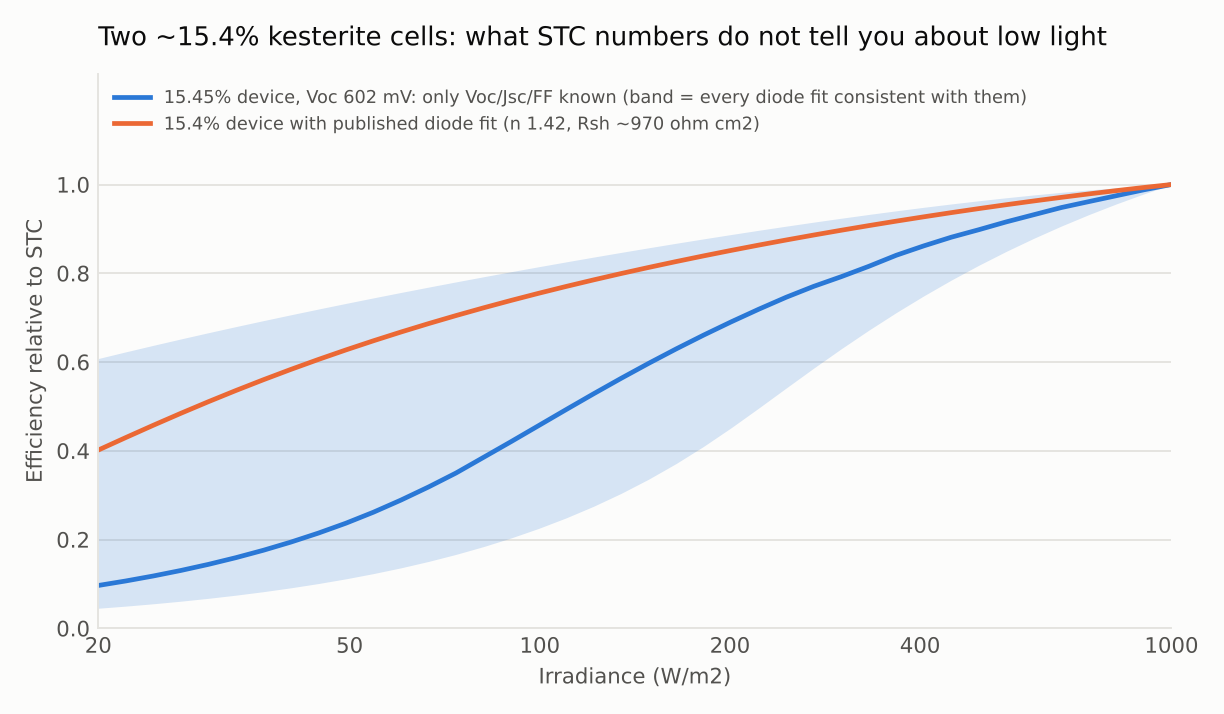 Two ~15.4% kesterite cells: what STC numbers do not tell you about low light
15.45% device, Voc 602 mV: only Voc/Jsc/FF known (band = every diode fit consistent with them)
15.4% device with published diode fit (n 1.42, Rsh ~970 ohm cm2)
Efficiency relative to STC
1.0
0.8
0.6
0.4
0.2
0.0
20 50 100 200 400 1000
Irradiance (W/m2)